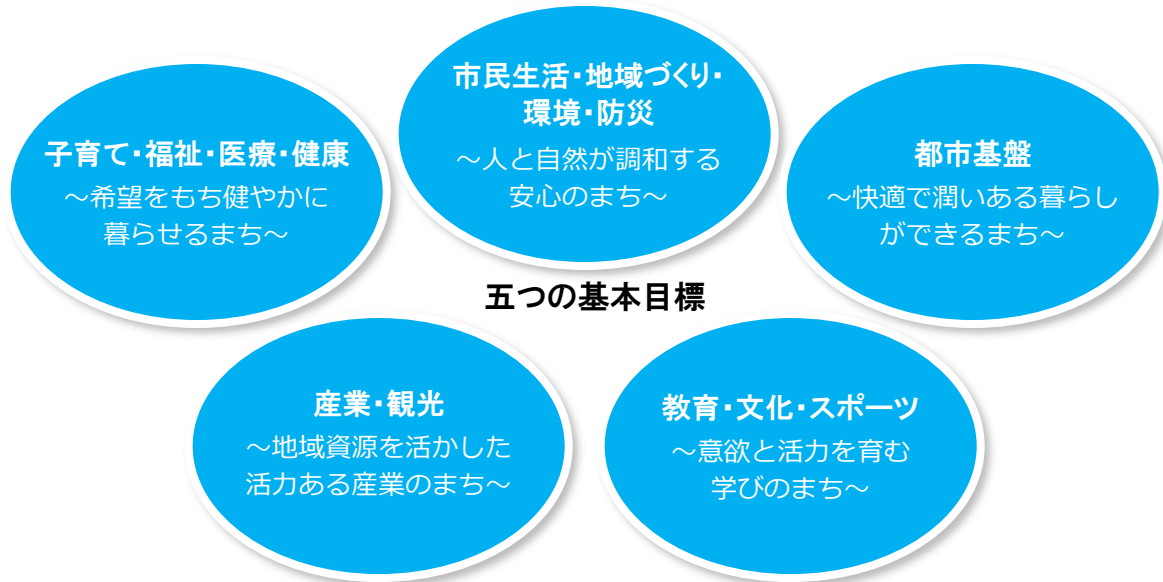 市民生活・地域づくり・
環境・防災
～人と自然が調和する
安心のまち～
子育て・福祉・医療・健康
～希望をもち健やかに
暮らせるまち～
都市基盤
～快適で潤いある暮らし
ができるまち～
五つの基本目標
産業・観光
～地域資源を活かした
活力ある産業のまち～
教育・文化・スポーツ
～意欲と活力を育む
学びのまち～